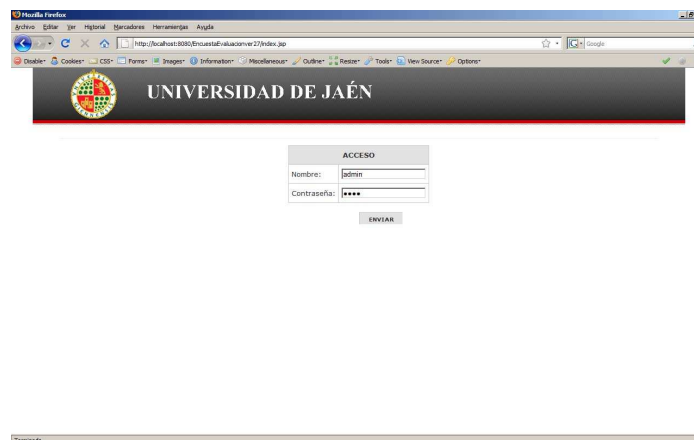 Mozilla Firefox
Archivo Editar Ver Historial Marcadores Herramientas Ayuda
http://localhost:8080/EncuestaEvaluacionver27/index.jsp
Google
Disable Cookies CSS Forms Images Information Miscellaneous Outline Resize Tools View Source Options
UNIVERSIDAD DE JAÉN
ACCESO
Nombre: admin
Contraseña: ••••
ENVIAR
Terminado